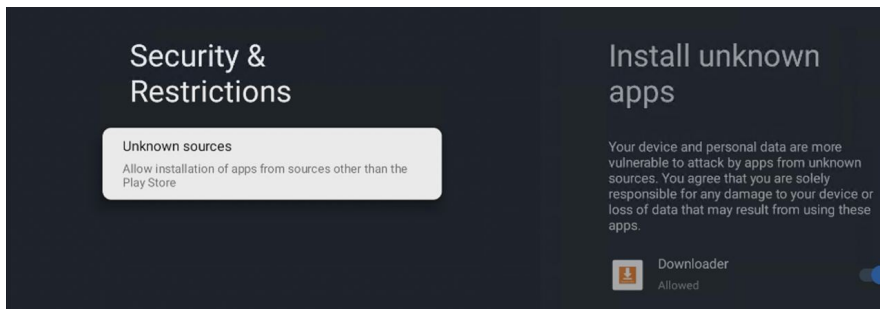 Security &
Restrictions
Unknown sources
Allow installation of apps from sources other than the
Play Store
Install unknown
apps
Your device and personal data are more
vulnerable to attack by apps from unknown
sources. You agree that you are solely
responsible for any damage to your device or
loss of data that may result from using these
apps.
Downloader
Allowed